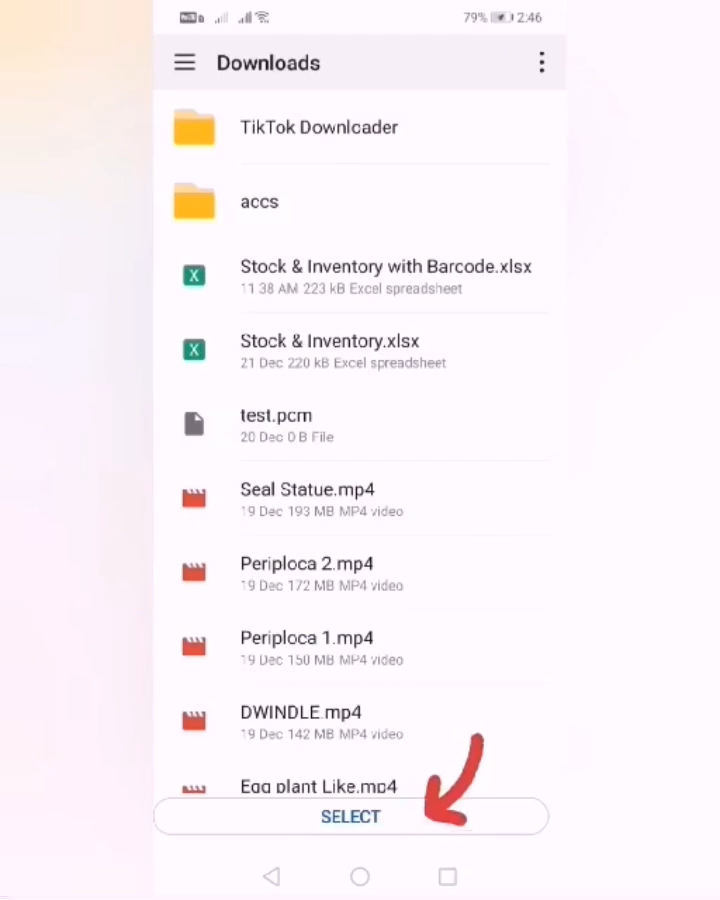 79% 2:46
Downloads
TikTok Downloader
accs
Stock & Inventory with Barcode.xlsx
11 38 AM 223 kB Excel spreadsheet
Stock & Inventory.xlsx
21 Dec 220 kB Excel spreadsheet
test.pcm
20 Dec 0 B File
Seal Statue.mp4
19 Dec 193 MB MP4 video
Periploca 2.mp4
19 Dec 172 MB MP4 video
Periploca 1.mp4
19 Dec 150 MB MP4 video
DWINDLE.mp4
19 Dec 142 MB MP4 video
Egg plant Like.mp4
SELECT